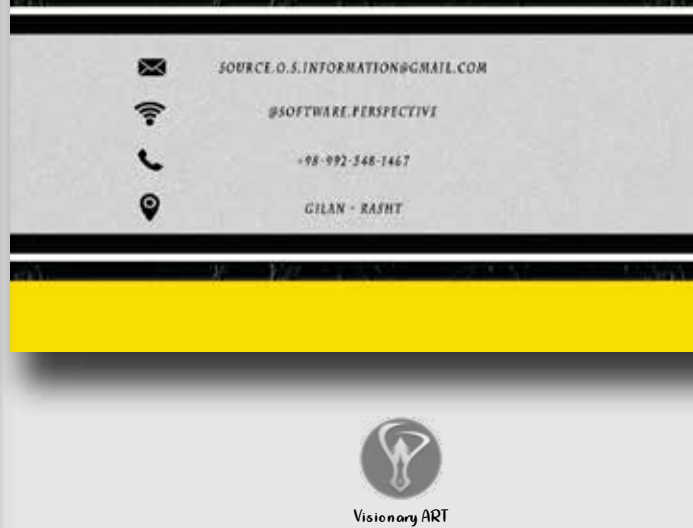 SOURCE.O.S.INFORMATION@GMAIL.COM
@SOFTWARE.PERSPECTIVE
+98-992-548-1467
GILAN - RASHT
Visionary ART